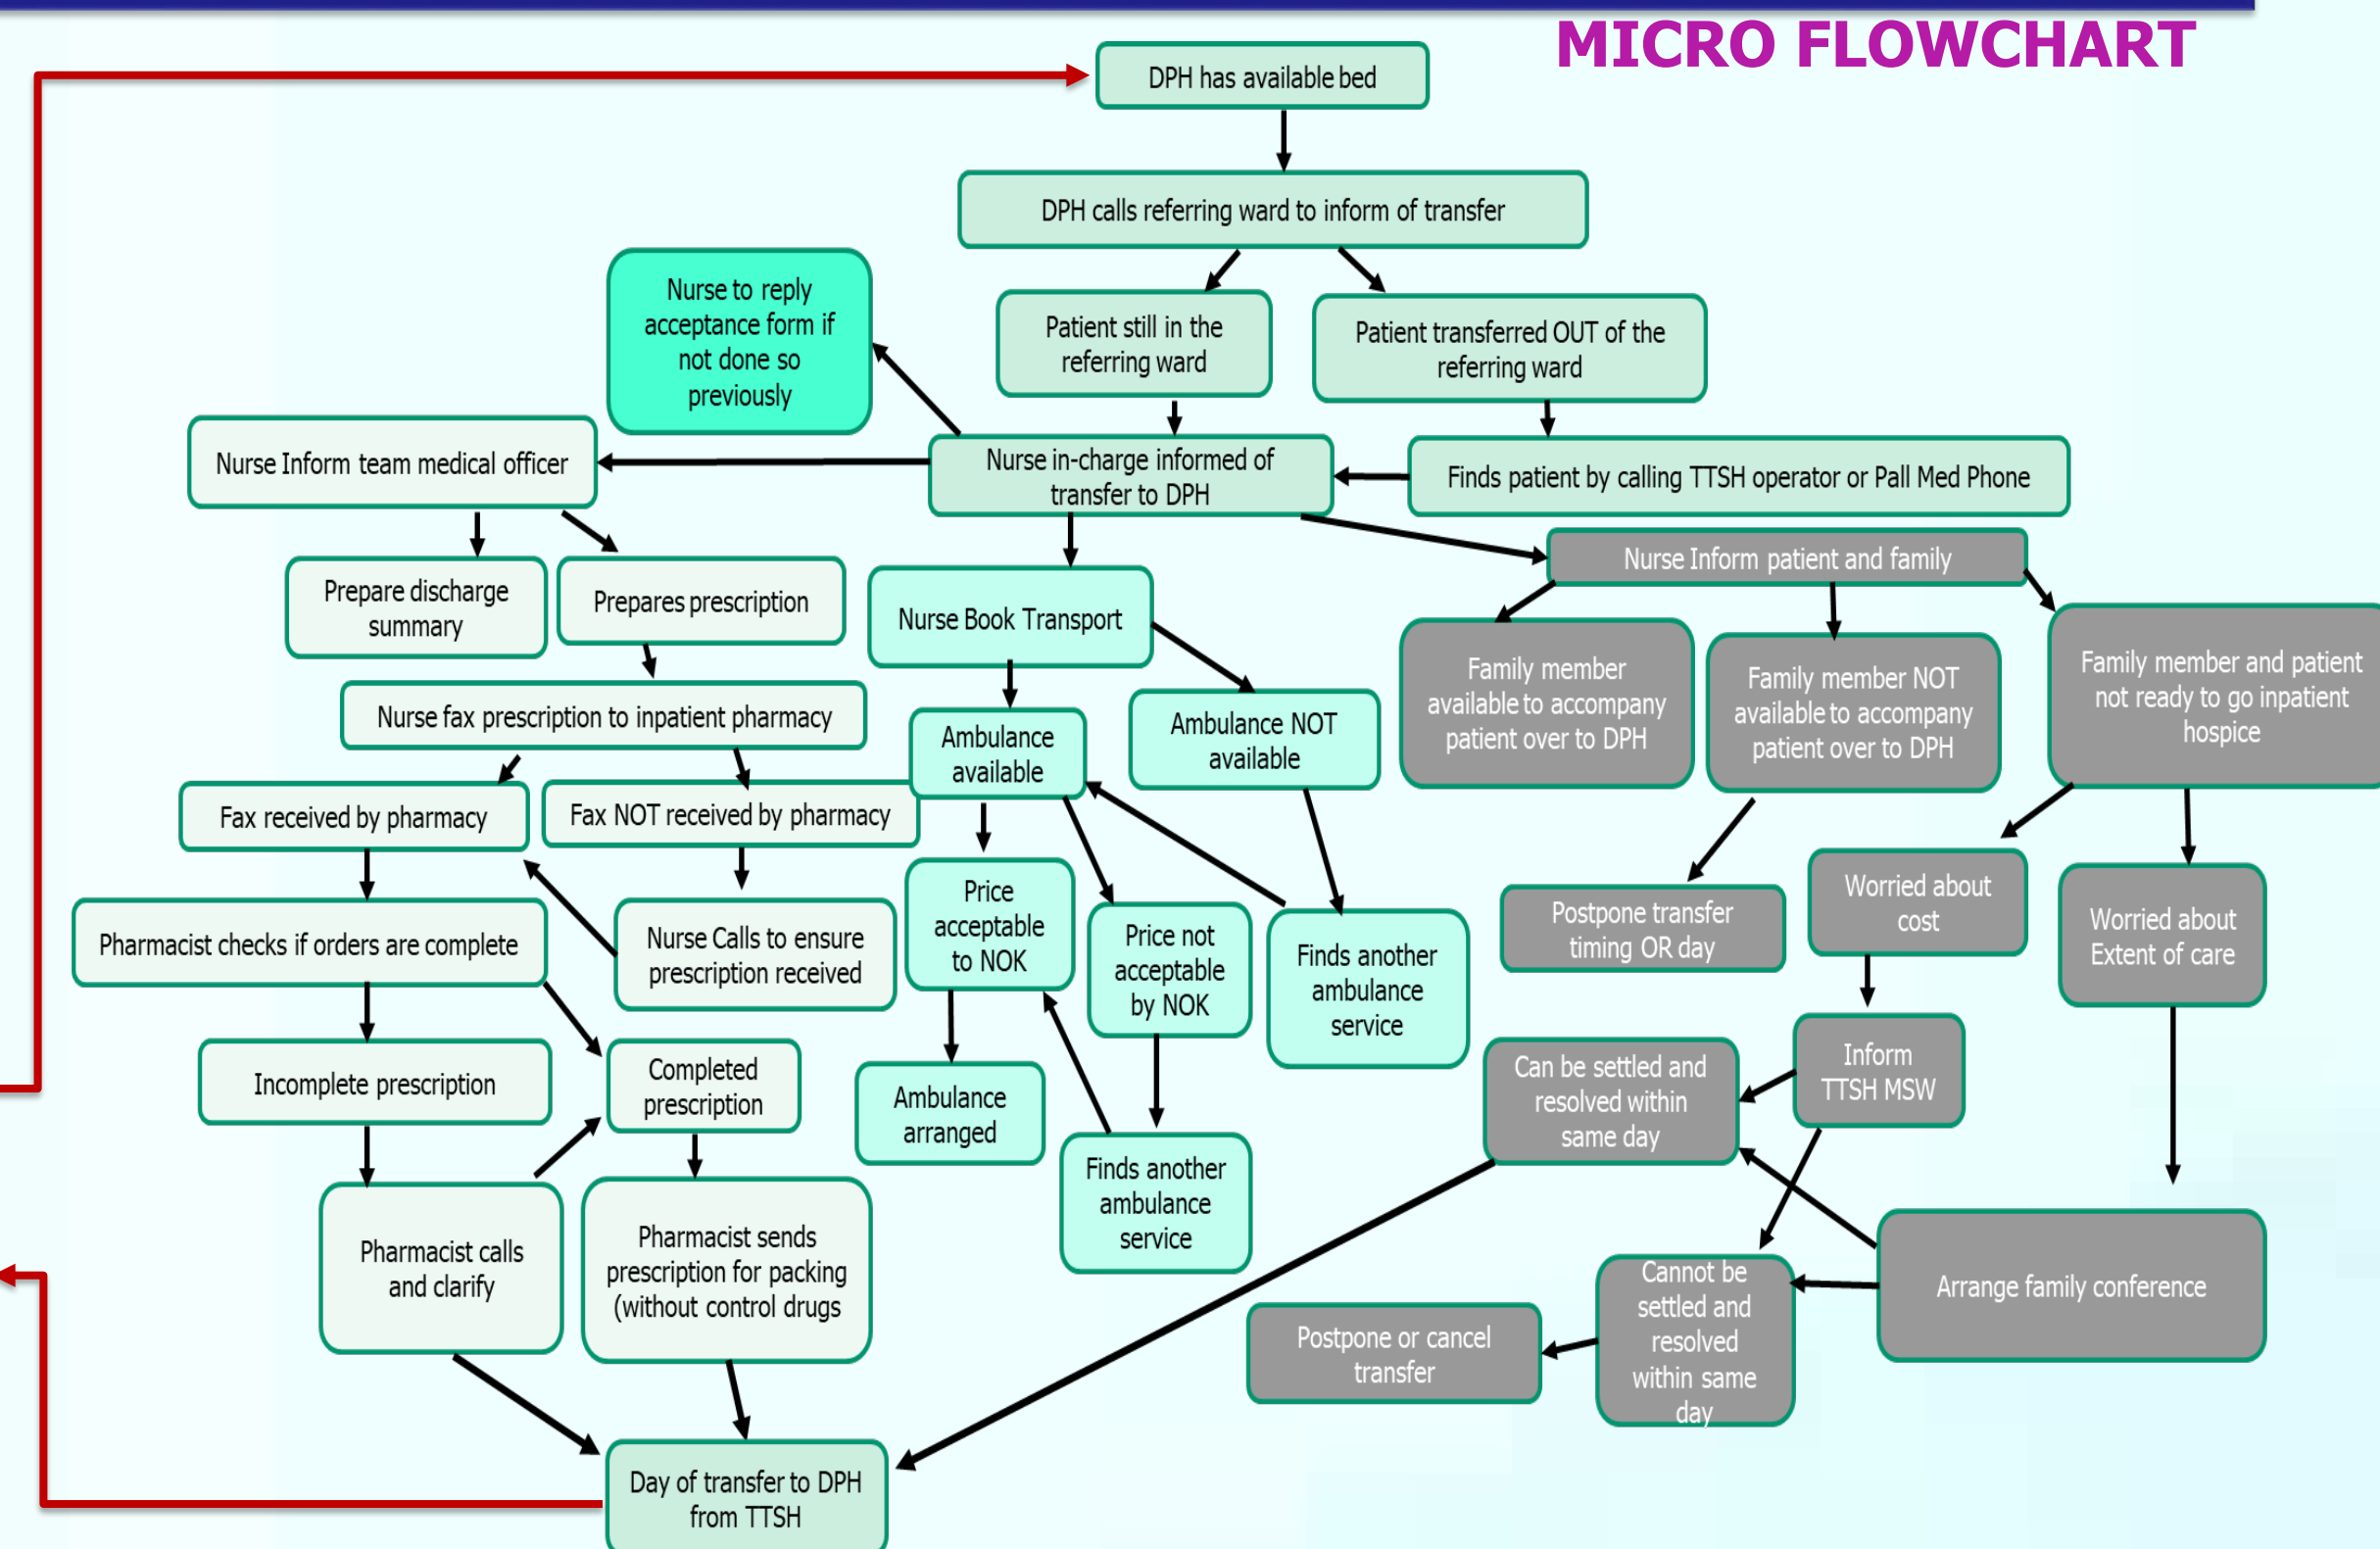 MICRO FLOWCHART
DPH has available bed
DPH calls referring ward to inform of transfer
Nurse to reply
acceptance form if
not done so
previously
Patient still in the
referring ward
Patient transferred OUT of the
referring ward
Nurse Inform team medical officer
Nurse in-charge informed of
transfer to DPH
Finds patient by calling TTSH operator or Pall Med Phone
Nurse Inform patient and family
Prepare discharge
summary
Prepares prescription
Nurse Book Transport
Family member
available to accompany
patient over to DPH
Family member NOT
available to accompany
patient over to DPH
Family member and patient
not ready to go inpatient
hospice
Nurse fax prescription to inpatient pharmacy
Ambulance
available
Ambulance NOT
available
Fax received by pharmacy
Fax NOT received by pharmacy
Price
acceptable
to NOK
Price not
acceptable
by NOK
Finds another
ambulance
service
Postpone transfer
timing OR day
Worried about
cost
Worried about
Extent of care
Pharmacist checks if orders are complete
Nurse Calls to ensure
prescription received
Incomplete prescription
Completed
prescription
Ambulance
arranged
Can be settled and
resolved within
same day
Inform
TTSH MSW
Finds another
ambulance
service
Pharmacist calls
and clarify
Pharmacist sends
prescription for packing
(without control drugs
Postpone or cancel
transfer
Cannot be
settled and
resolved
within same
day
Arrange family conference
Day of transfer to DPH
from TTSH